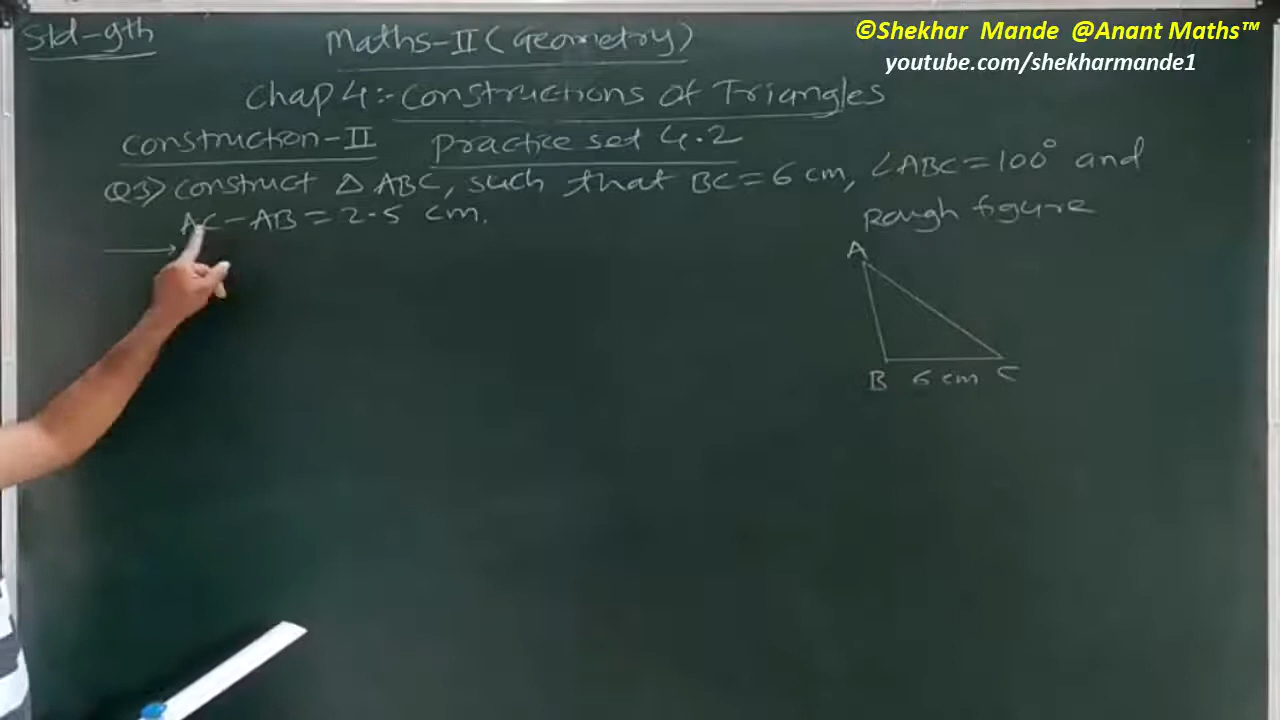 Std-9th
Maths-II (Geometry)
©Shekhar Mande @Anant Maths™
youtube.com/shekharmande1
Chap 4:- Constructions of Triangles
Construction-II Practice set 4.2
Q3> Construct △ ABC, such that BC = 6 cm, ∠ABC = 100° and
AC - AB = 2.5 cm.
Rough figure
A
B 6 cm C